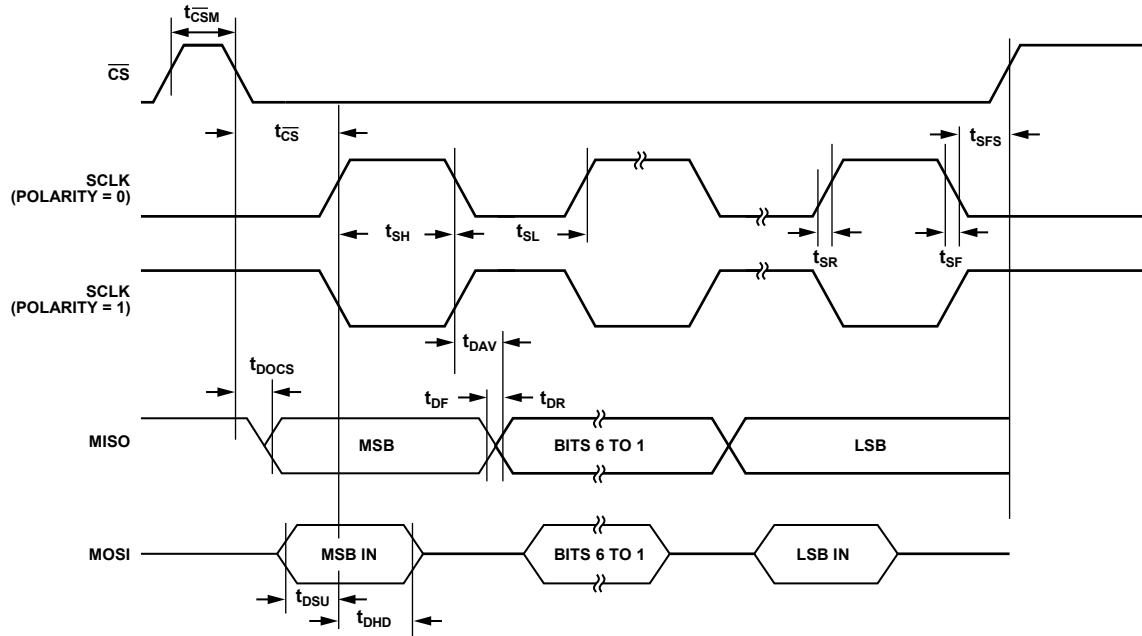 tCSM
CS
tCS
tSFS
SCLK
(POLARITY = 0)
tSH
tSL
tSR
tSF
SCLK
(POLARITY = 1)
tDAV
tDOCS
tDF
tDR
MISO
MSB
BITS 6 TO 1
LSB
MOSI
MSB IN
BITS 6 TO 1
LSB IN
tDSU
tDHD